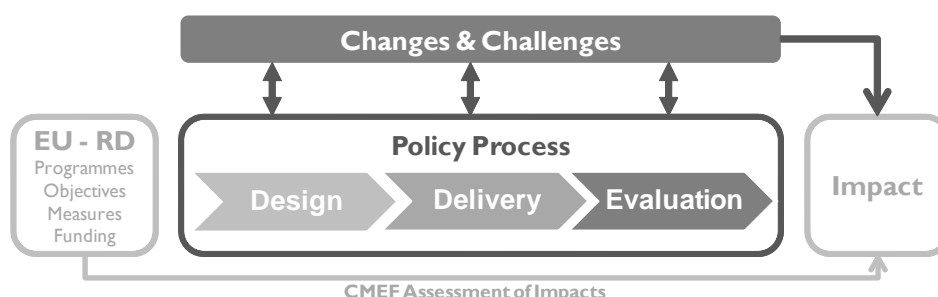 Changes & Challenges
EU - RD
Programmes
Objectives
Measures
Funding
Policy Process
Design
Delivery
Evaluation
Impact
CMEF Assessment of Impacts